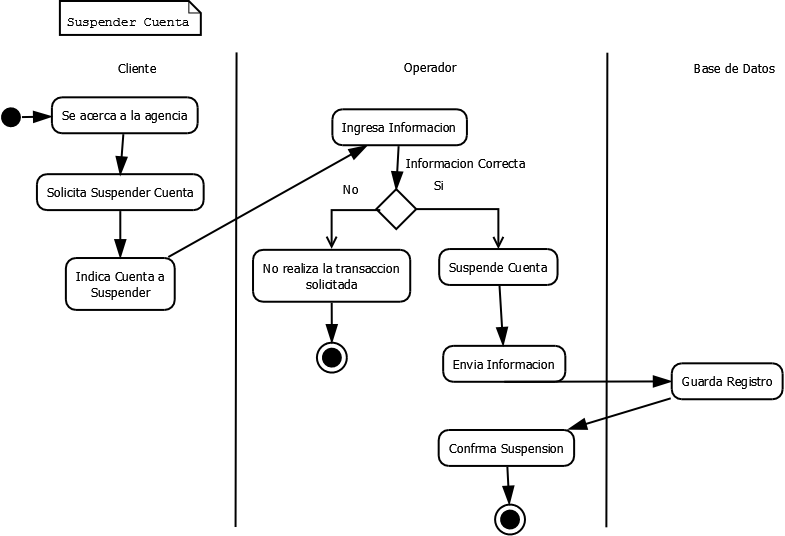 Suspender Cuenta
Cliente
Operador
Base de Datos
Se acerca a la agencia
Ingresa Informacion
Informacion Correcta
Solicita Suspender Cuenta
No
Si
Indica Cuenta a
Suspender
No realiza la transaccion
solicitada
Suspende Cuenta
Envia Informacion
Guarda Registro
Confrma Suspension